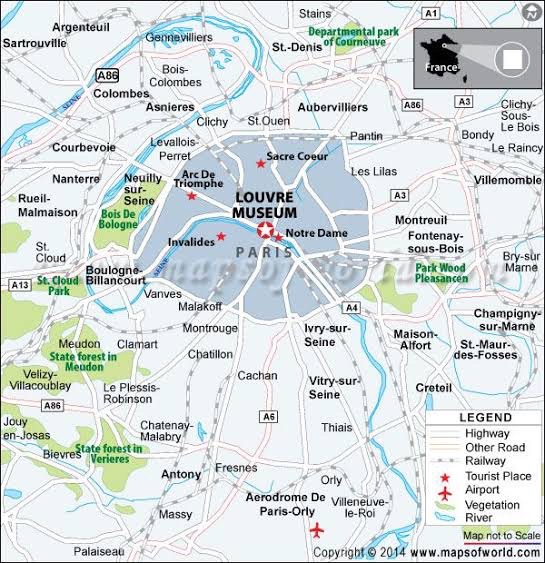 Stains
A1
Argenteuil
Sartrouville
Gennevilliers
St.-Denis
Departmental park
of Courneuve
France
A86
Bois-
Colombes
Colombes
SEINE
Asnieres
Aubervilliers
A3
Clichy-
Sous-
Le Bois
Clichy
St.Ouen
Courbevoie
Levallois-
Perret
Pantin
Bondy
Le Raincy
Sacre Coeur
Nanterre
Neuilly
sur-
Seine
Arc De
Triomphe
Les Lilas
Villemomble
Rueil-
Malmaison
LOUVRE
MUSEUM
A3
Bois De
Bologne
Montreuil
Invalides
Notre Dame
Fontenay
-sous-Bois
St.
Cloud
PARIS
Bry-sur
Marne
mapsofworld.com
A13
St. Cloud
Park
Boulogne-
Billancourt
SEINE
Park Wood
Pleasancen
Vanves
Malakoff
A4
Champigny-
sur-Marne
Montrouge
Ivry-sur-
Seine
Maison-
Alfort
Meudon
Clamart
Chatillon
St.-Maur
-des-Fosses
State forest in
Meudon
Velizy-
Villacoublay
Le Plessis-
Robinson
Cachan
Vitry-sur-
Seine
Creteil
A86
A6
Jouy
-en-Josas
Chatenay-
Malabry
Thiais
LEGEND
Highway
Other Road
Railway
Tourist Place
Airport
Vegetation
River
Map not to Scale
State forest in
Verieres
Bievres
Antony
Fresnes
Orly
Aerodrome De
Paris-Orly
Villeneuve-
le-Roi
Massy
Palaiseau
Copyright © 2014 www.mapsofworld.com